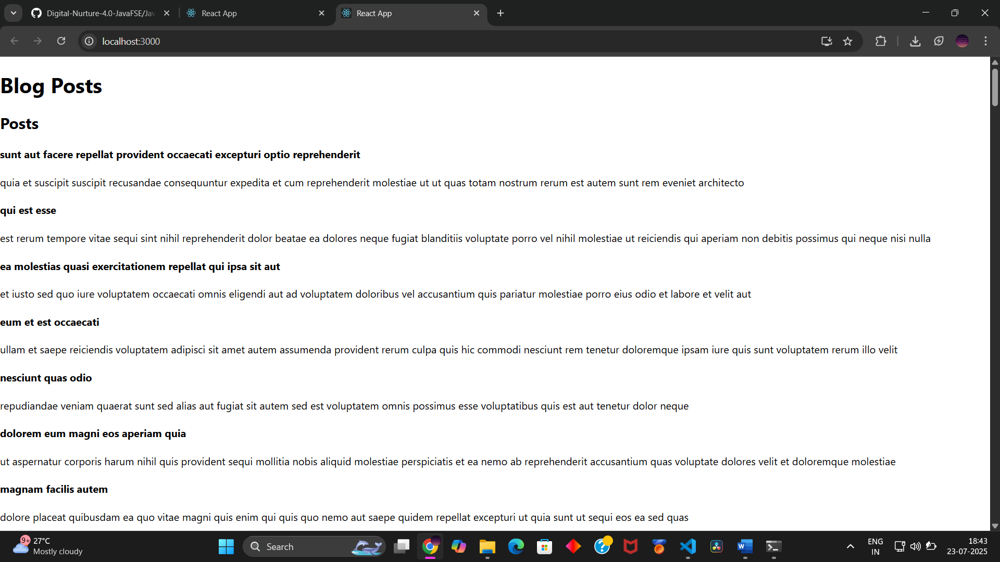 Digital-Nurture-4.0-JavaFSE/Jav
React App
React App
localhost:3000
Blog Posts
Posts
sunt aut facere repellat provident occaecati excepturi optio reprehenderit
quia et suscipit suscipit recusandae consequuntur expedita et cum reprehenderit molestiae ut ut quas totam nostrum rerum est autem sunt rem eveniet architecto
qui est esse
est rerum tempore vitae sequi sint nihil reprehenderit dolor beatae ea dolores neque fugiat blanditiis voluptate porro vel nihil molestiae ut reiciendis qui aperiam non debitis possimus qui neque nisi nulla
ea molestias quasi exercitationem repellat qui ipsa sit aut
et iusto sed quo iure voluptatem occaecati omnis eligendi aut ad voluptatem doloribus vel accusantium quis pariatur molestiae porro eius odio et labore et velit aut
eum et est occaecati
ullam et saepe reiciendis voluptatem adipisci sit amet autem assumenda provident rerum culpa quis hic commodi nesciunt rem tenetur doloremque ipsam iure quis sunt voluptatem rerum illo velit
nesciunt quas odio
repudiandae veniam quaerat sunt sed alias aut fugiat sit autem sed est voluptatem omnis possimus esse voluptatibus quis est aut tenetur dolor neque
dolorem eum magni eos aperiam quia
ut aspernatur corporis harum nihil quis provident sequi mollitia nobis aliquid molestiae perspiciatis et ea nemo ab reprehenderit accusantium quas voluptate dolores velit et doloremque molestiae
magnam facilis autem
dolore placeat quibusdam ea quo vitae magni quis enim qui quis quo nemo aut saepe quidem repellat excepturi ut quia sunt ut sequi eos ea sed quas
9+
27°C
Mostly cloudy
Search
ENG
IN
18:43
23-07-2025